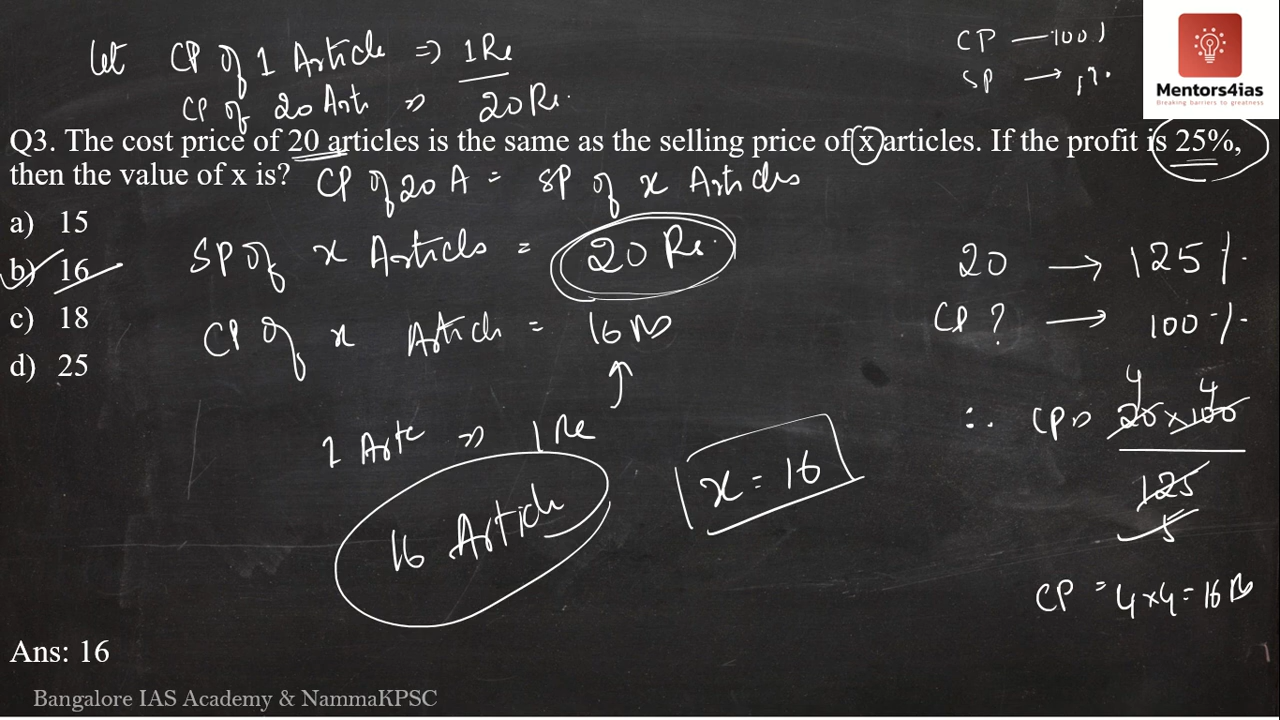 let CP of 1 Article ⇒ 1Re
CP of 20 Art ⇒ 20Re.
CP — 100%
SP →
Mentors4ias
Breaking barriers to greatness
Q3. The cost price of 20 articles is the same as the selling price of x articles. If the profit is 25%,
then the value of x is?
CP of 20 A = SP of x Articles
a) 15
b) 16
c) 18
d) 25
SP of x Articles = 20 Re.
CP of x Article = 16 Rs
1 Artc ⇒ 1Re
16 Article
x = 16
20 → 125%
CP? → 100%
∴ CP ⇒ 20×100
4 4
125
5
CP = 4×4 = 16 Rs
Ans: 16
Bangalore IAS Academy & NammaKPSC